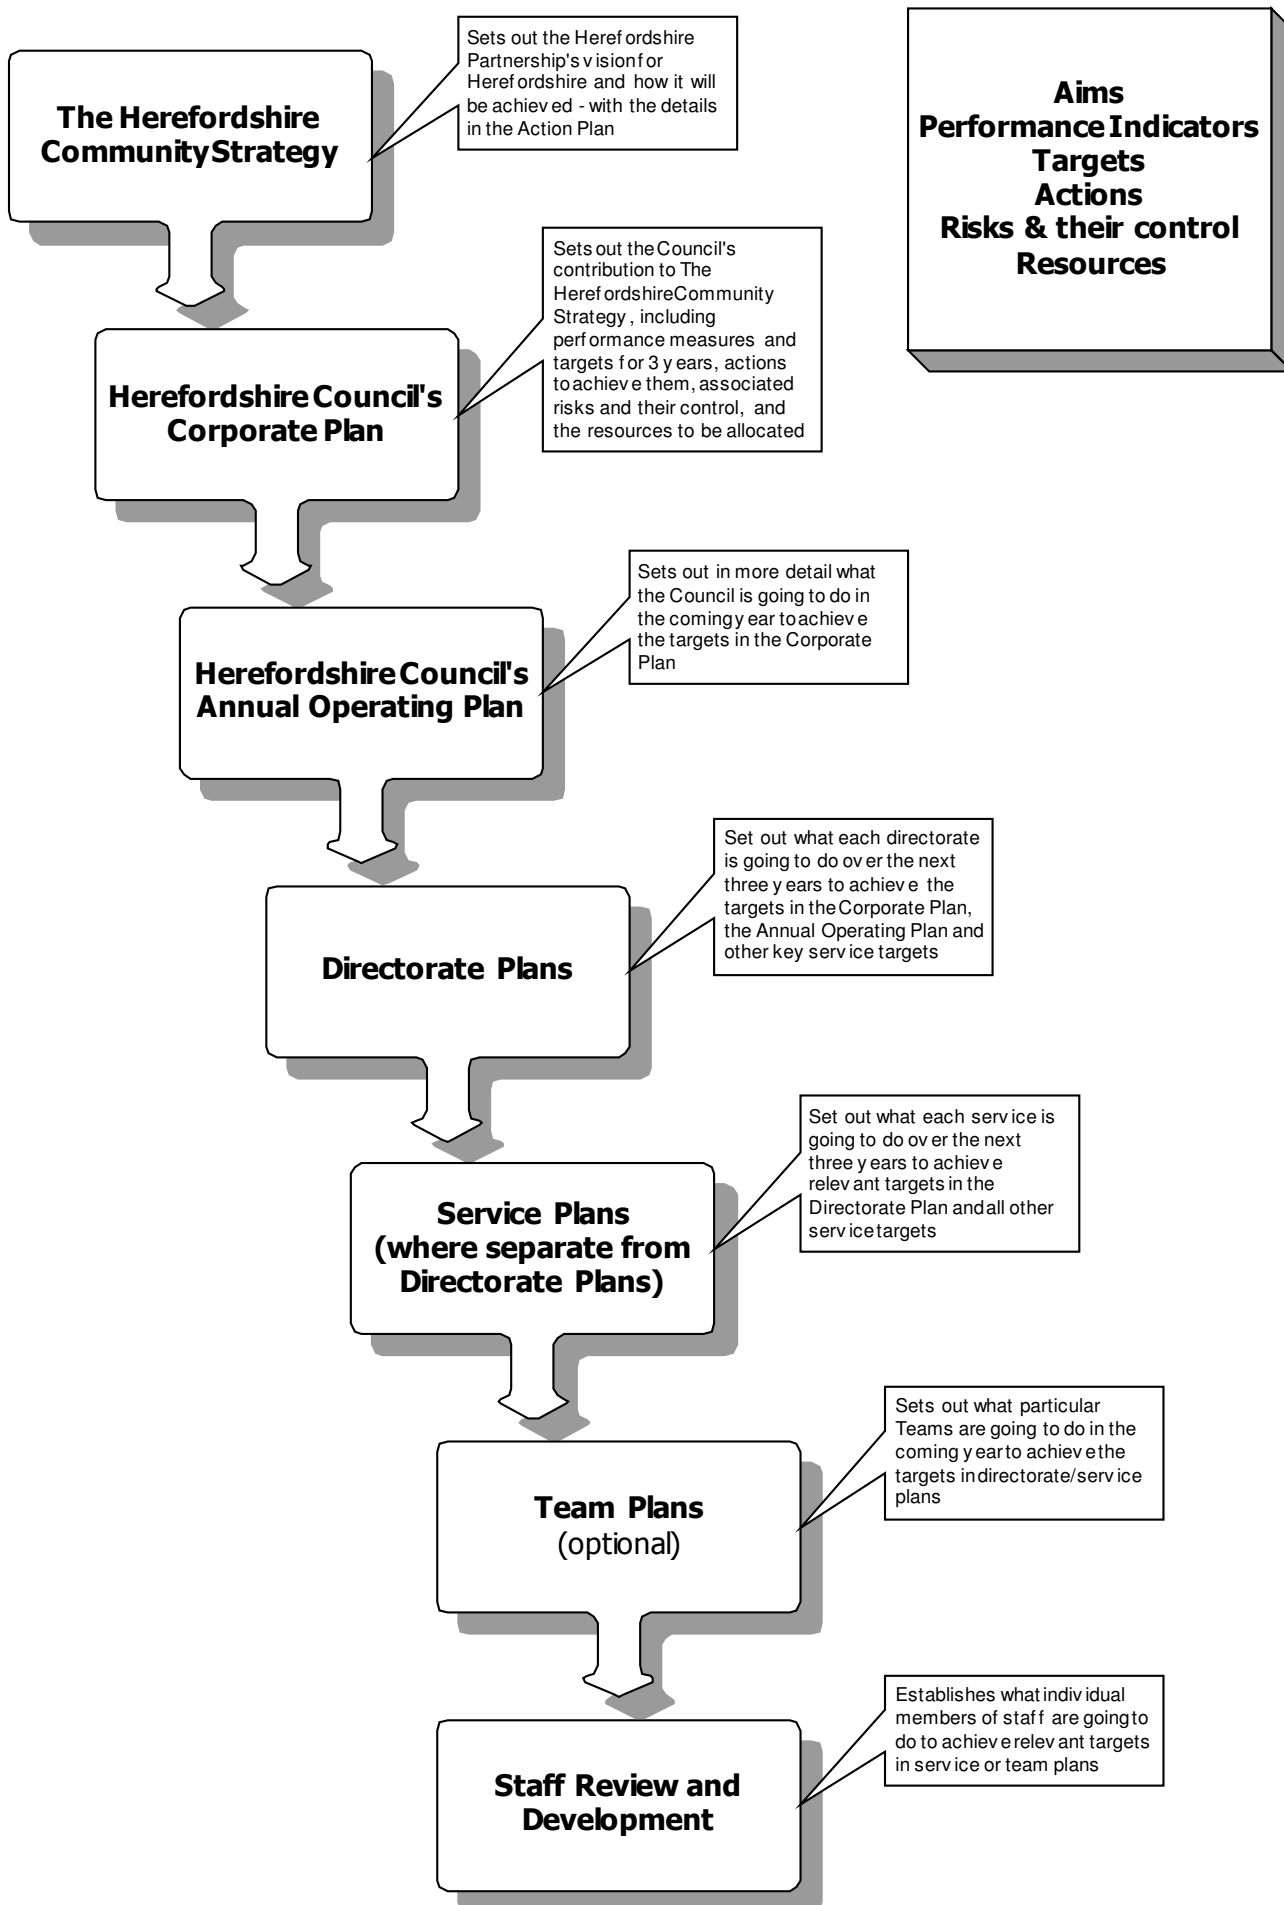 The Herefordshire
Community Strategy
Sets out the Herefordshire
Partnership's vision for
Herefordshire and how it will
be achieved - with the details
in the Action Plan
Aims
Performance Indicators
Targets
Actions
Risks & their control
Resources
Herefordshire Council's
Corporate Plan
Sets out the Council's
contribution to The
Herefordshire Community
Strategy, including
performance measures and
targets for 3 years, actions
to achieve them, associated
risks and their control, and
the resources to be allocated
Herefordshire Council's
Annual Operating Plan
Sets out in more detail what
the Council is going to do in
the coming year to achieve
the targets in the Corporate
Plan
Directorate Plans
Set out what each directorate
is going to do over the next
three years to achieve the
targets in the Corporate Plan,
the Annual Operating Plan and
other key service targets
Service Plans
(where separate from
Directorate Plans)
Set out what each service is
going to do over the next
three years to achieve
relevant targets in the
Directorate Plan and all other
service targets
Team Plans
(optional)
Sets out what particular
Teams are going to do in the
coming year to achieve the
targets in directorate/service
plans
Staff Review and
Development
Establishes what individual
members of staff are going to
do to achieve relevant targets
in service or team plans